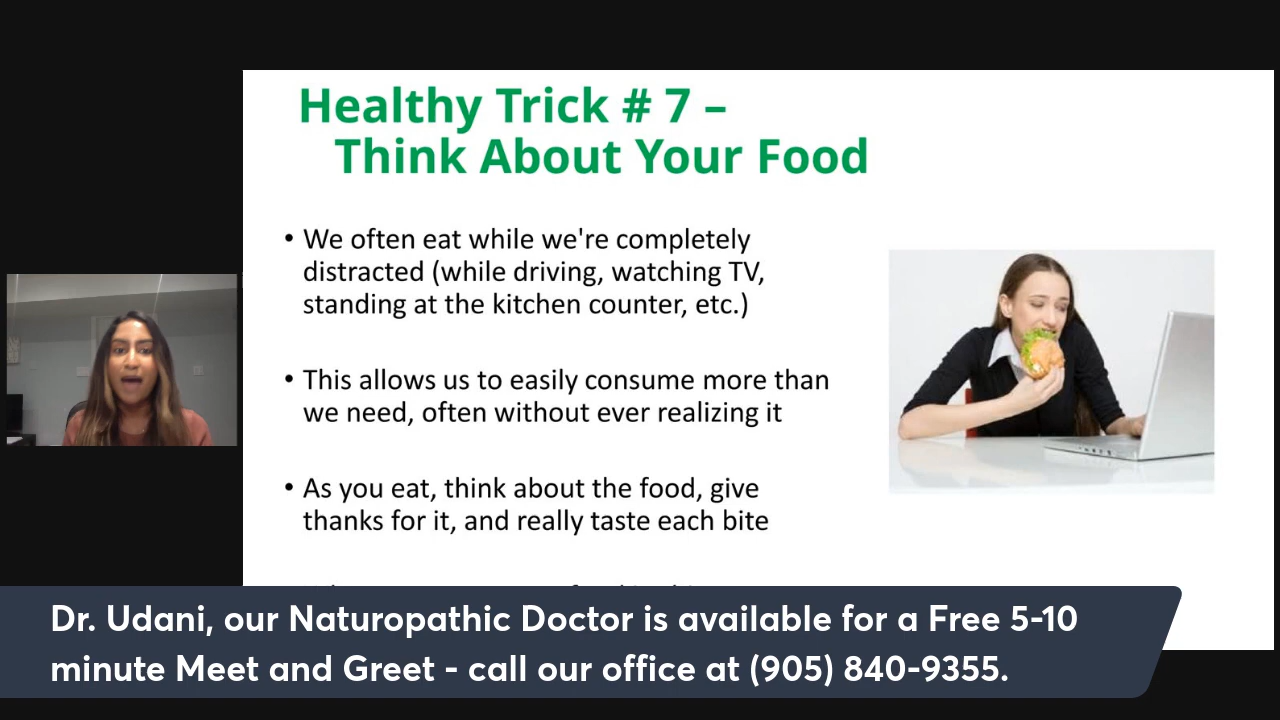 Healthy Trick # 7 –
Think About Your Food
• We often eat while we're completely
distracted (while driving, watching TV,
standing at the kitchen counter, etc.)
• This allows us to easily consume more than
we need, often without ever realizing it
• As you eat, think about the food, give
thanks for it, and really taste each bite
Dr. Udani, our Naturopathic Doctor is available for a Free 5-10
minute Meet and Greet - call our office at (905) 840-9355.